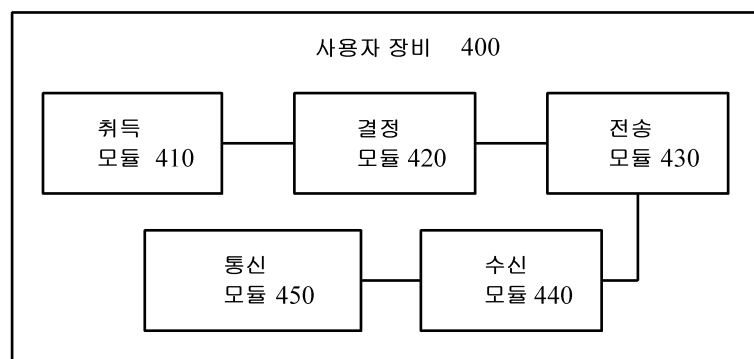 사용자 장비 400
취득
모듈 410
결정
모듈 420
전송
모듈 430
통신
모듈 450
수신
모듈 440